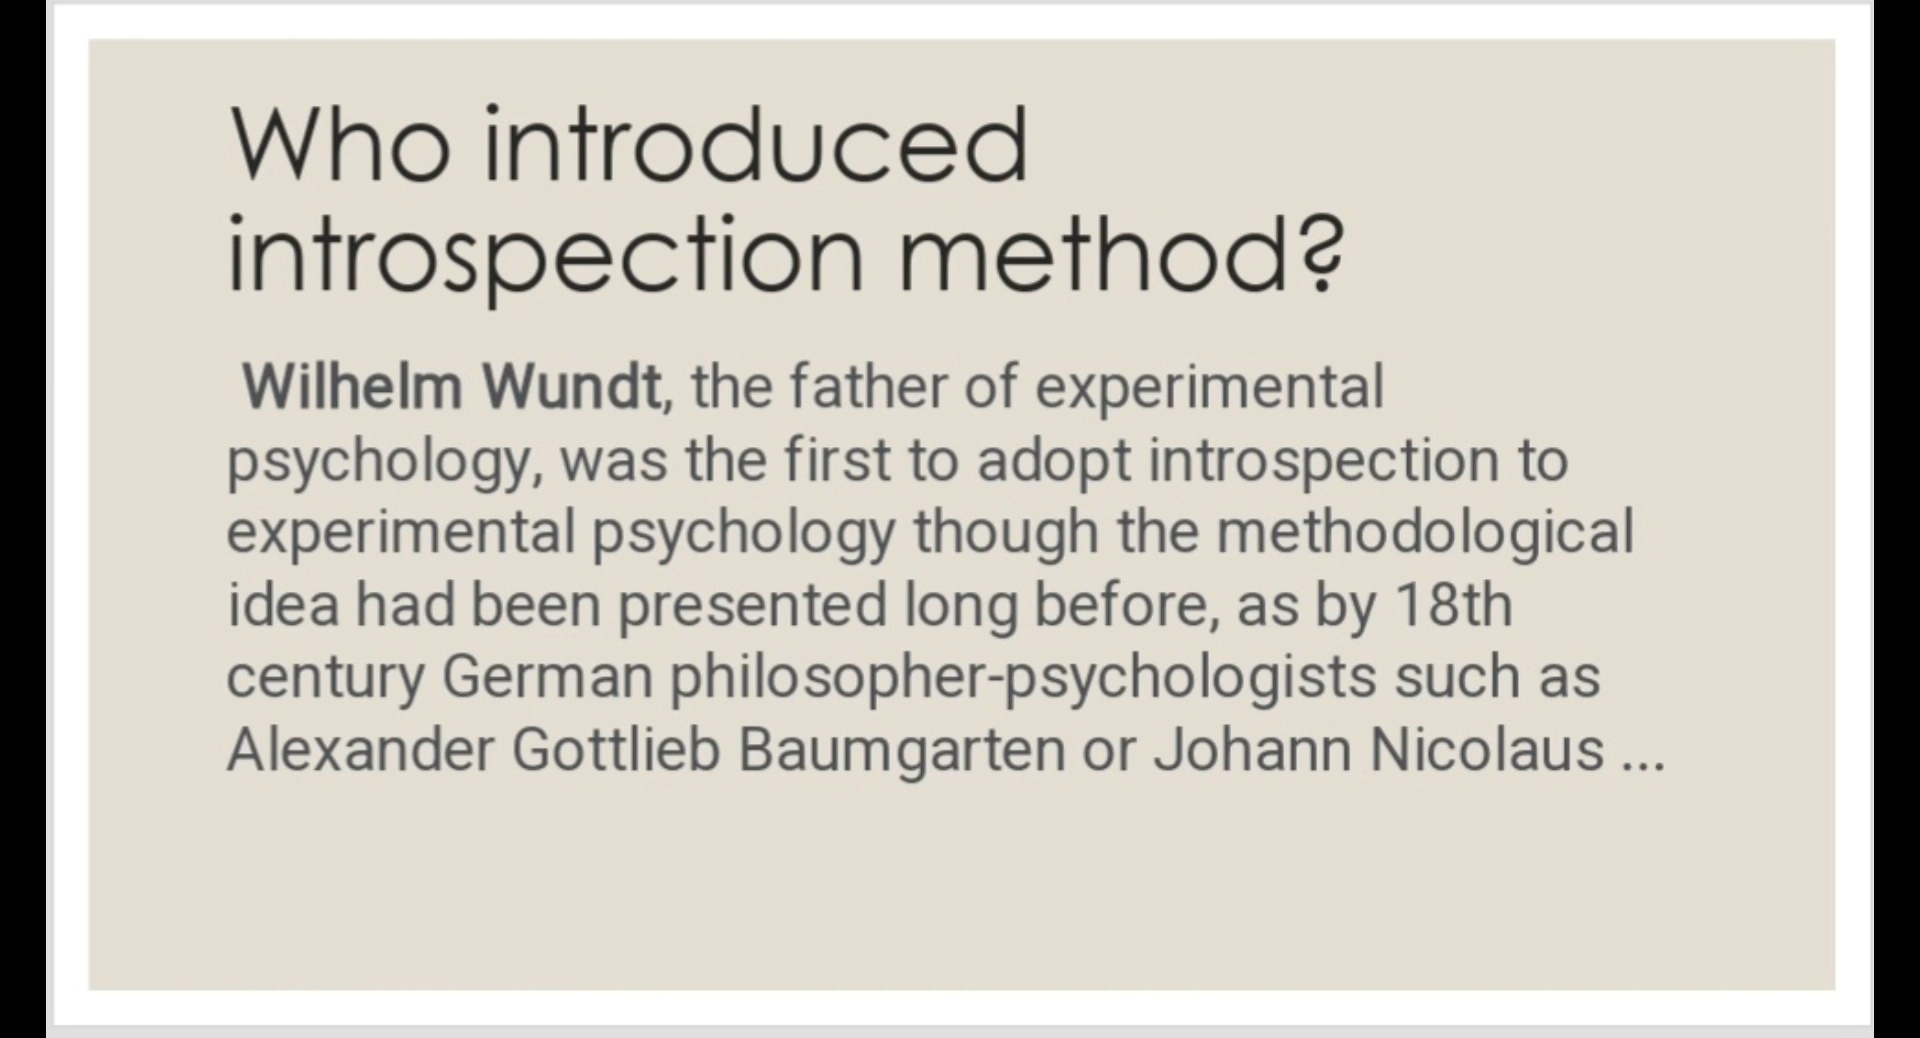 Who introduced
introspection method?
Wilhelm Wundt, the father of experimental
psychology, was the first to adopt introspection to
experimental psychology though the methodological
idea had been presented long before, as by 18th
century German philosopher-psychologists such as
Alexander Gottlieb Baumgarten or Johann Nicolaus ...